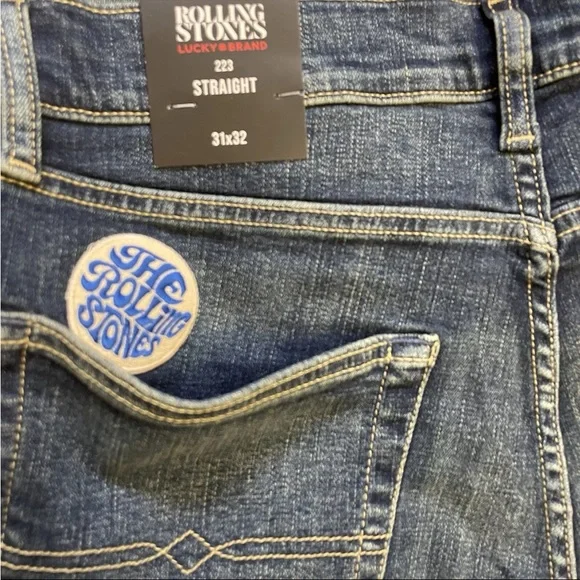 ROLLING
STONES
LUCKY BRAND
223
STRAIGHT
31x32
THE
ROLLING
STONES